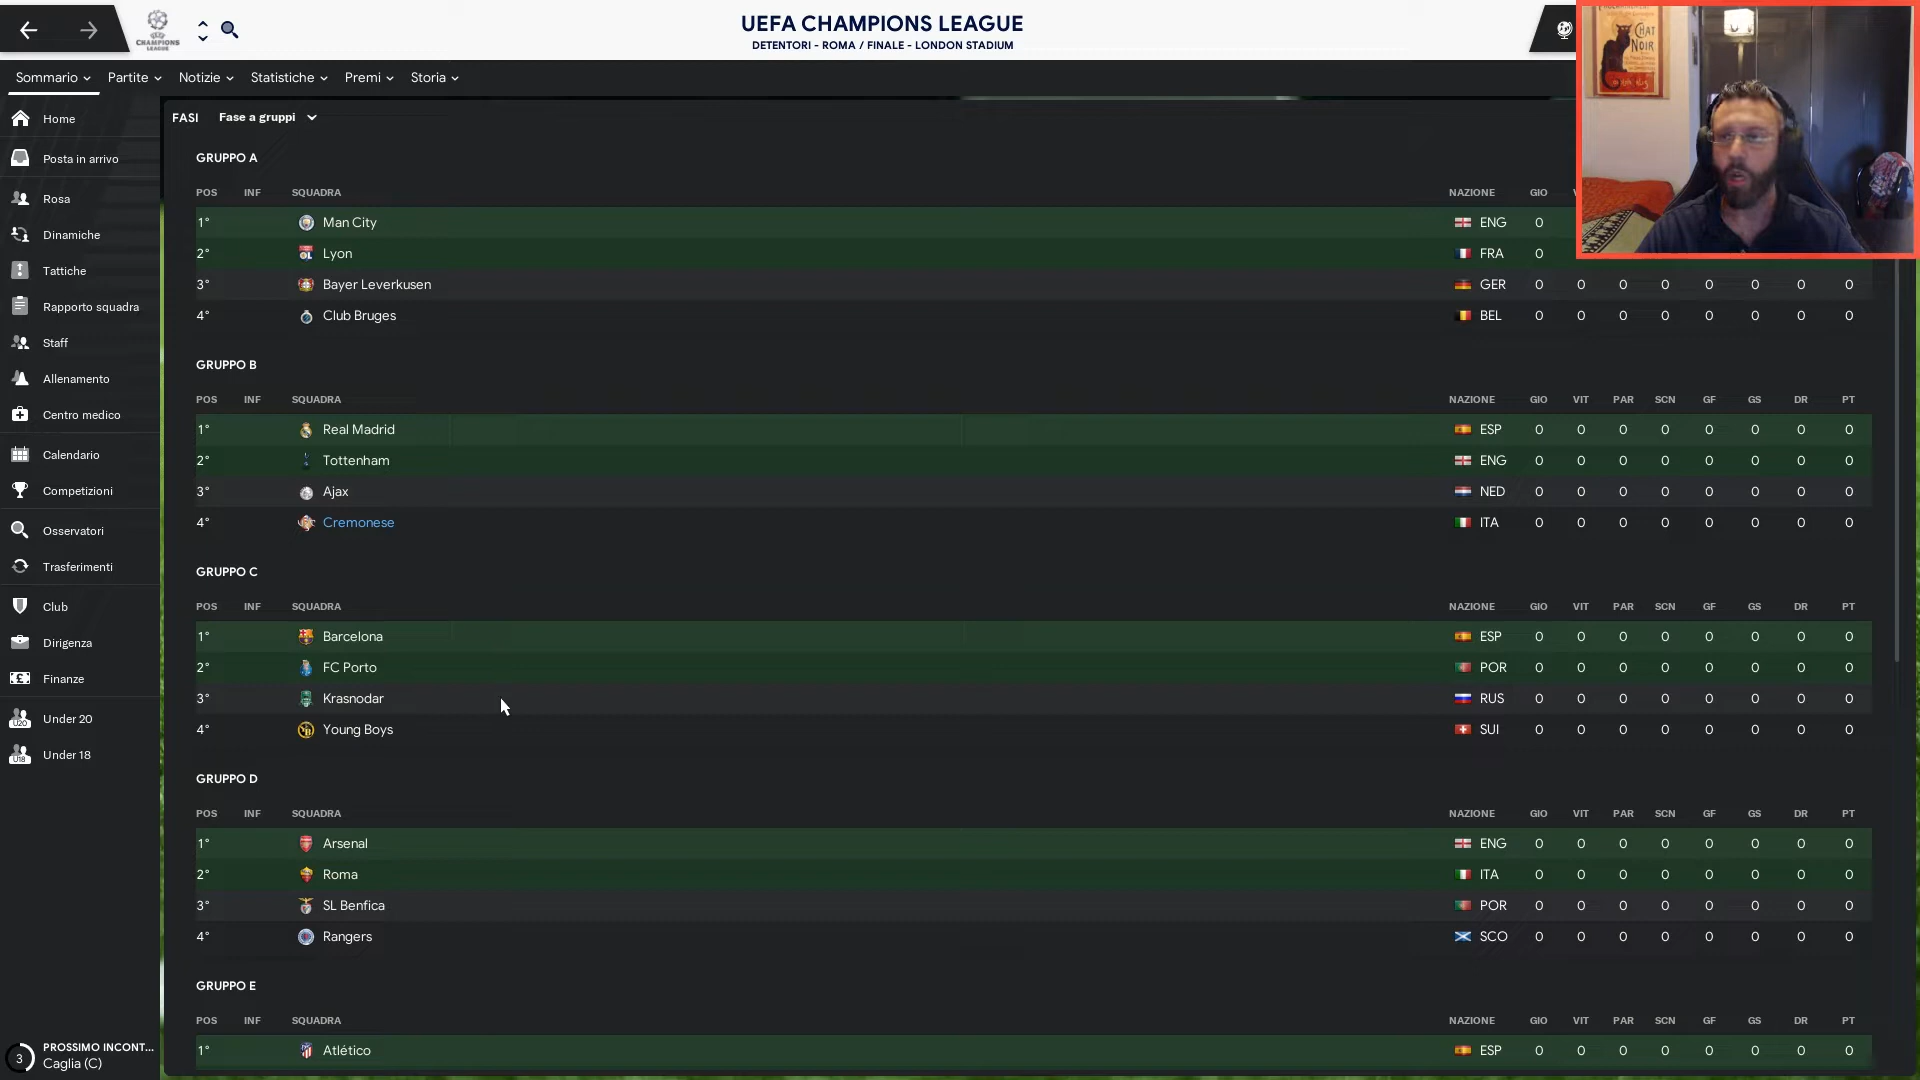 CHAMPIONS
LEAGUE
UEFA CHAMPIONS LEAGUE
DETENTORI - ROMA / FINALE - LONDON STADIUM
CHAT
NOIR
Sommario Partite Notizie Statistiche Premi Storia
Home
Posta in arrivo
Rosa
Dinamiche
Tattiche
Rapporto squadra
Staff
Allenamento
Centro medico
Calendario
Competizioni
Osservatori
Trasferimenti
Club
Dirigenza
Finanze
U20 Under 20
U18 Under 18
3 PROSSIMO INCONT...
Caglia (C)
FASI Fase a gruppi
GRUPPO A
POS INF SQUADRA NAZIONE GIO
1° Man City ENG 0
2° Lyon FRA 0
3° Bayer Leverkusen GER 0 0 0 0 0 0 0 0
4° Club Bruges BEL 0 0 0 0 0 0 0 0
GRUPPO B
POS INF SQUADRA NAZIONE GIO VIT PAR SCN GF GS DR PT
1° Real Madrid ESP 0 0 0 0 0 0 0 0
2° Tottenham ENG 0 0 0 0 0 0 0 0
3° Ajax NED 0 0 0 0 0 0 0 0
4° Cremonese ITA 0 0 0 0 0 0 0 0
GRUPPO C
POS INF SQUADRA NAZIONE GIO VIT PAR SCN GF GS DR PT
1° Barcelona ESP 0 0 0 0 0 0 0 0
2° FC Porto POR 0 0 0 0 0 0 0 0
3° Krasnodar RUS 0 0 0 0 0 0 0 0
4° Young Boys SUI 0 0 0 0 0 0 0 0
GRUPPO D
POS INF SQUADRA NAZIONE GIO VIT PAR SCN GF GS DR PT
1° Arsenal ENG 0 0 0 0 0 0 0 0
2° Roma ITA 0 0 0 0 0 0 0 0
3° SL Benfica POR 0 0 0 0 0 0 0 0
4° Rangers SCO 0 0 0 0 0 0 0 0
GRUPPO E
POS INF SQUADRA NAZIONE GIO VIT PAR SCN GF GS DR PT
1° Atlético ESP 0 0 0 0 0 0 0 0